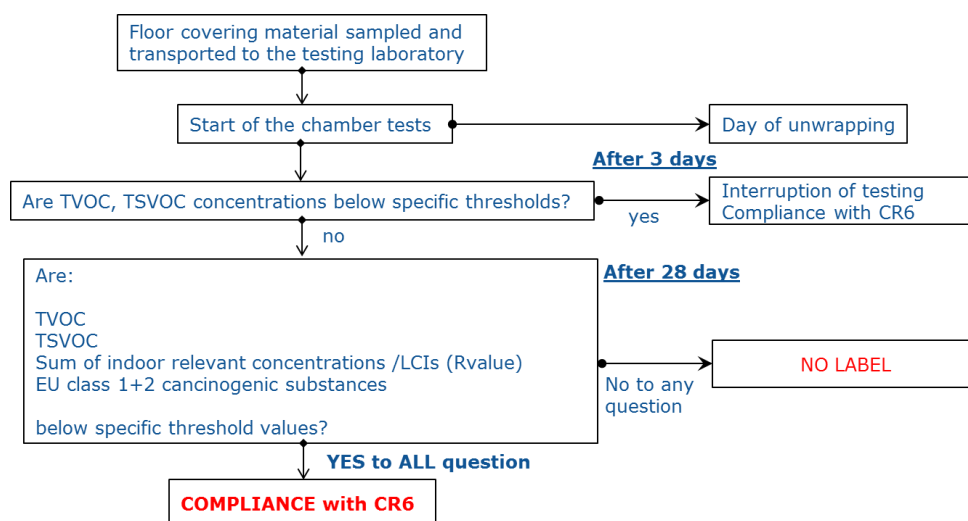 Floor covering material sampled and
transported to the testing laboratory
Start of the chamber tests
Day of unwrapping
After 3 days
Are TVOC, TSVOC concentrations below specific thresholds?
yes
Interruption of testing
Compliance with CR6
no
After 28 days
Are:
TVOC
TSVOC
Sum of indoor relevant concentrations /LCIs (Rvalue)
EU class 1+2 cancinogenic substances
below specific threshold values?
No to any
question
NO LABEL
YES to ALL question
COMPLIANCE with CR6